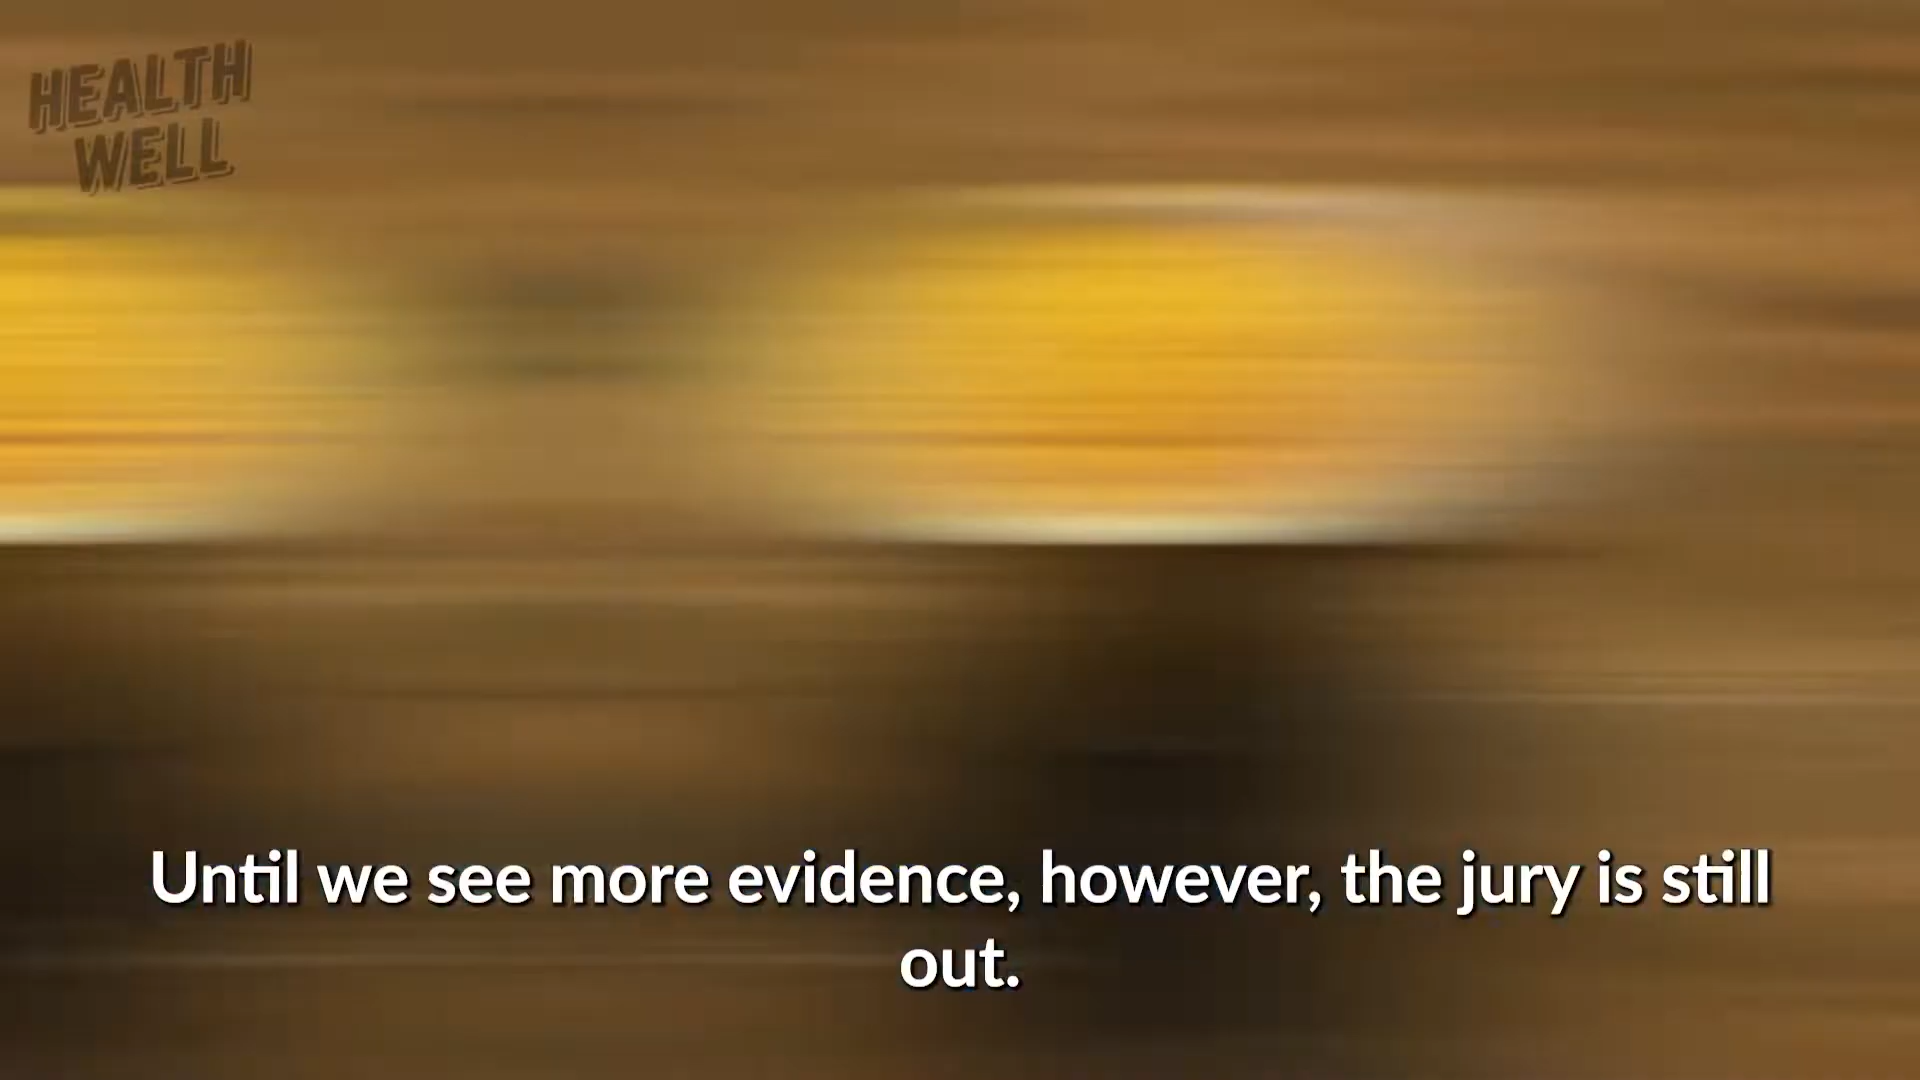 HEALTH
WELL
Until we see more evidence, however, the jury is still
out.